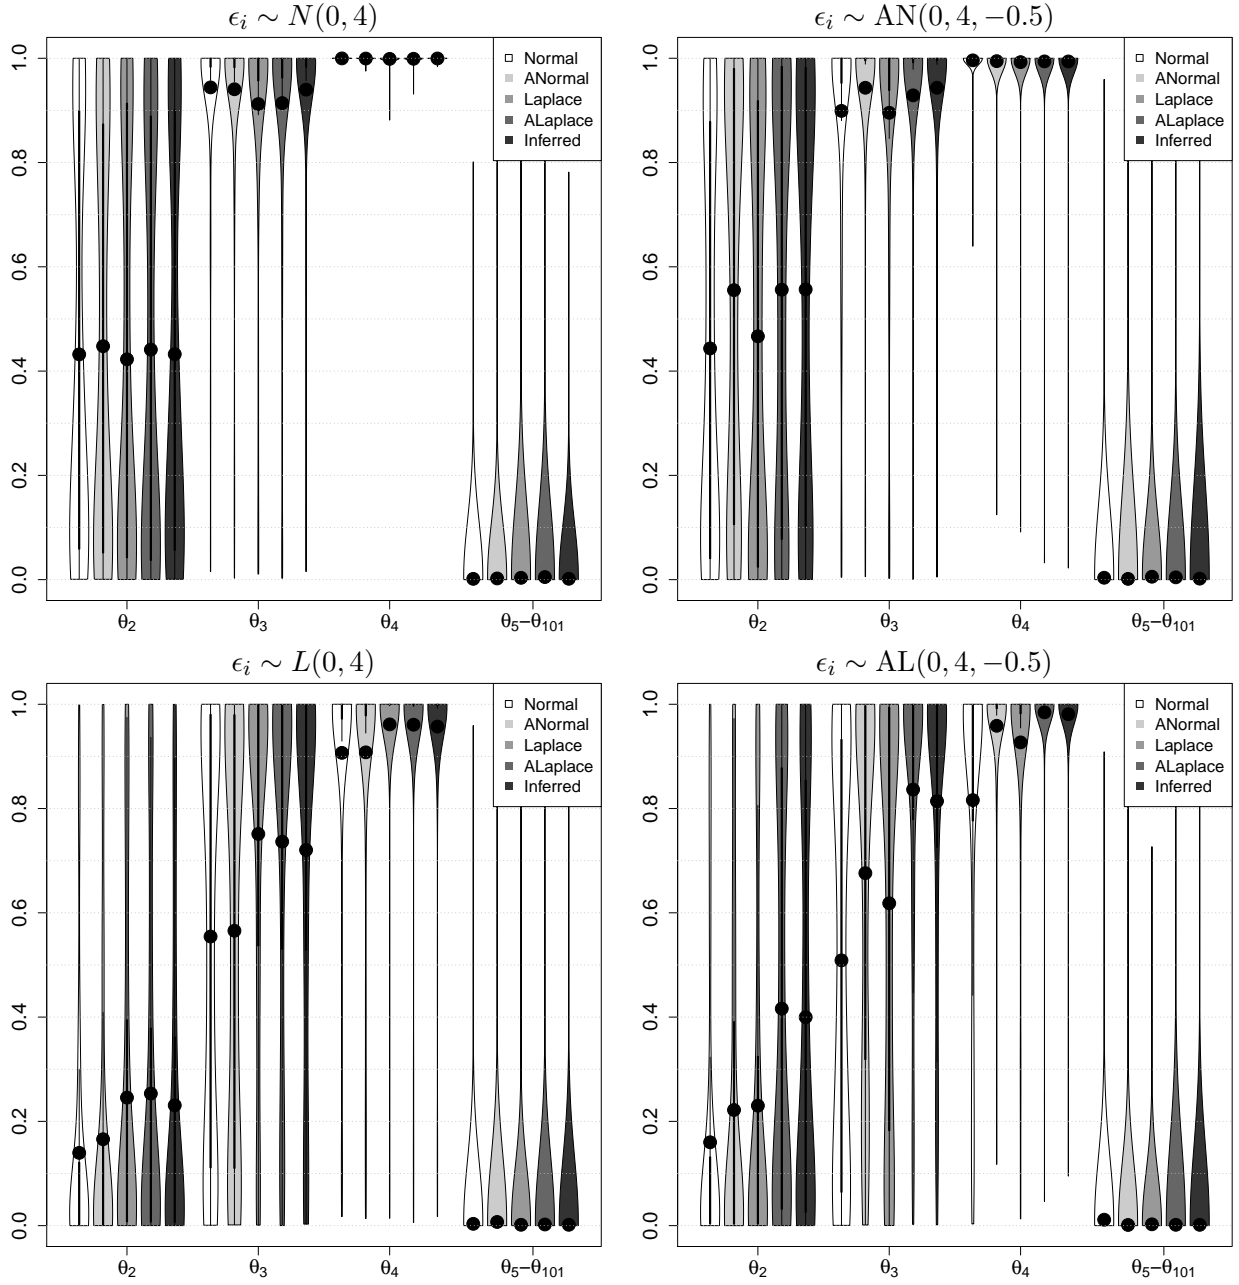 ϵᵢ ∼ N(0, 4)
1.0
0.8
0.6
0.4
0.2
0.0
Normal
ANormal
Laplace
ALaplace
Inferred
θ₂ θ₃ θ₄ θ₅−θ₁₀₁
ϵᵢ ∼ AN(0, 4, −0.5)
1.0
0.8
0.6
0.4
0.2
0.0
Normal
ANormal
Laplace
ALaplace
Inferred
θ₂ θ₃ θ₄ θ₅−θ₁₀₁
ϵᵢ ∼ L(0, 4)
1.0
0.8
0.6
0.4
0.2
0.0
Normal
ANormal
Laplace
ALaplace
Inferred
θ₂ θ₃ θ₄ θ₅−θ₁₀₁
ϵᵢ ∼ AL(0, 4, −0.5)
1.0
0.8
0.6
0.4
0.2
0.0
Normal
ANormal
Laplace
ALaplace
Inferred
θ₂ θ₃ θ₄ θ₅−θ₁₀₁